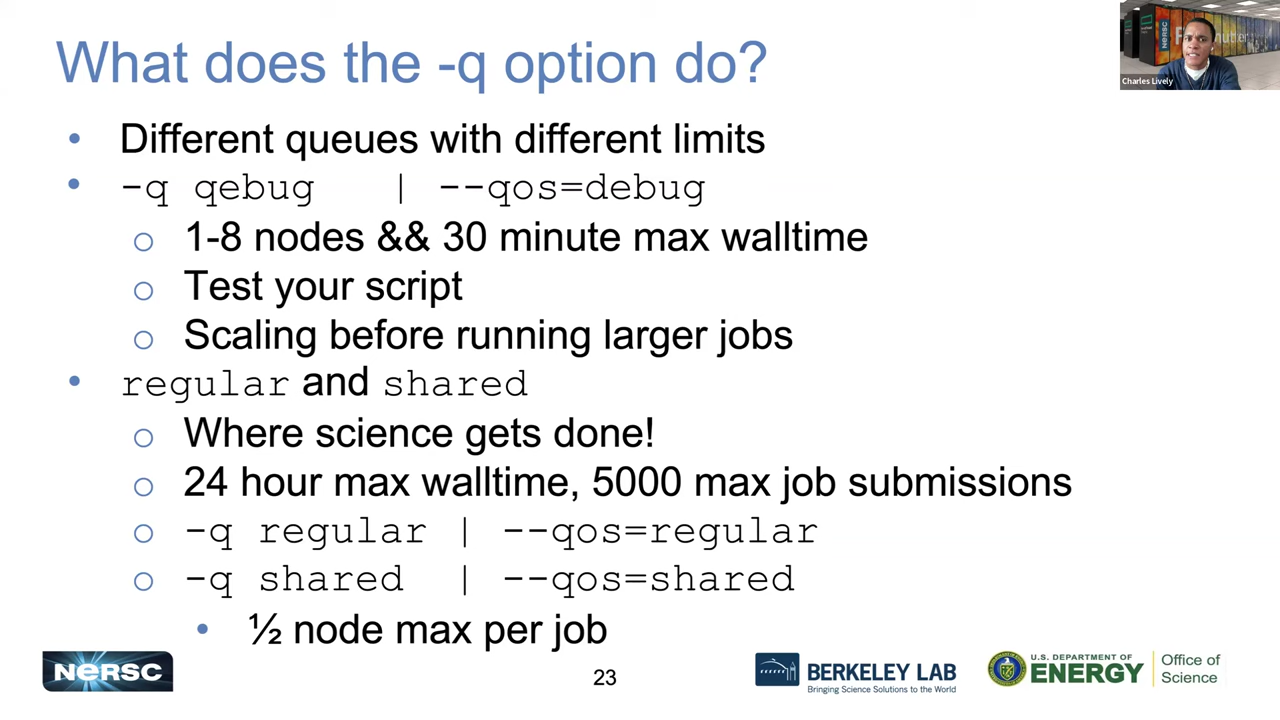 What does the -q option do?
Charles Lively
• Different queues with different limits
• -q qebug | --qos=debug
o 1-8 nodes && 30 minute max walltime
o Test your script
o Scaling before running larger jobs
• regular and shared
o Where science gets done!
o 24 hour max walltime, 5000 max job submissions
o -q regular | --qos=regular
o -q shared | --qos=shared
• ½ node max per job
NERSC
23
BERKELEY LAB
Bringing Science Solutions to the World
U.S. DEPARTMENT OF
ENERGY
Office of
Science